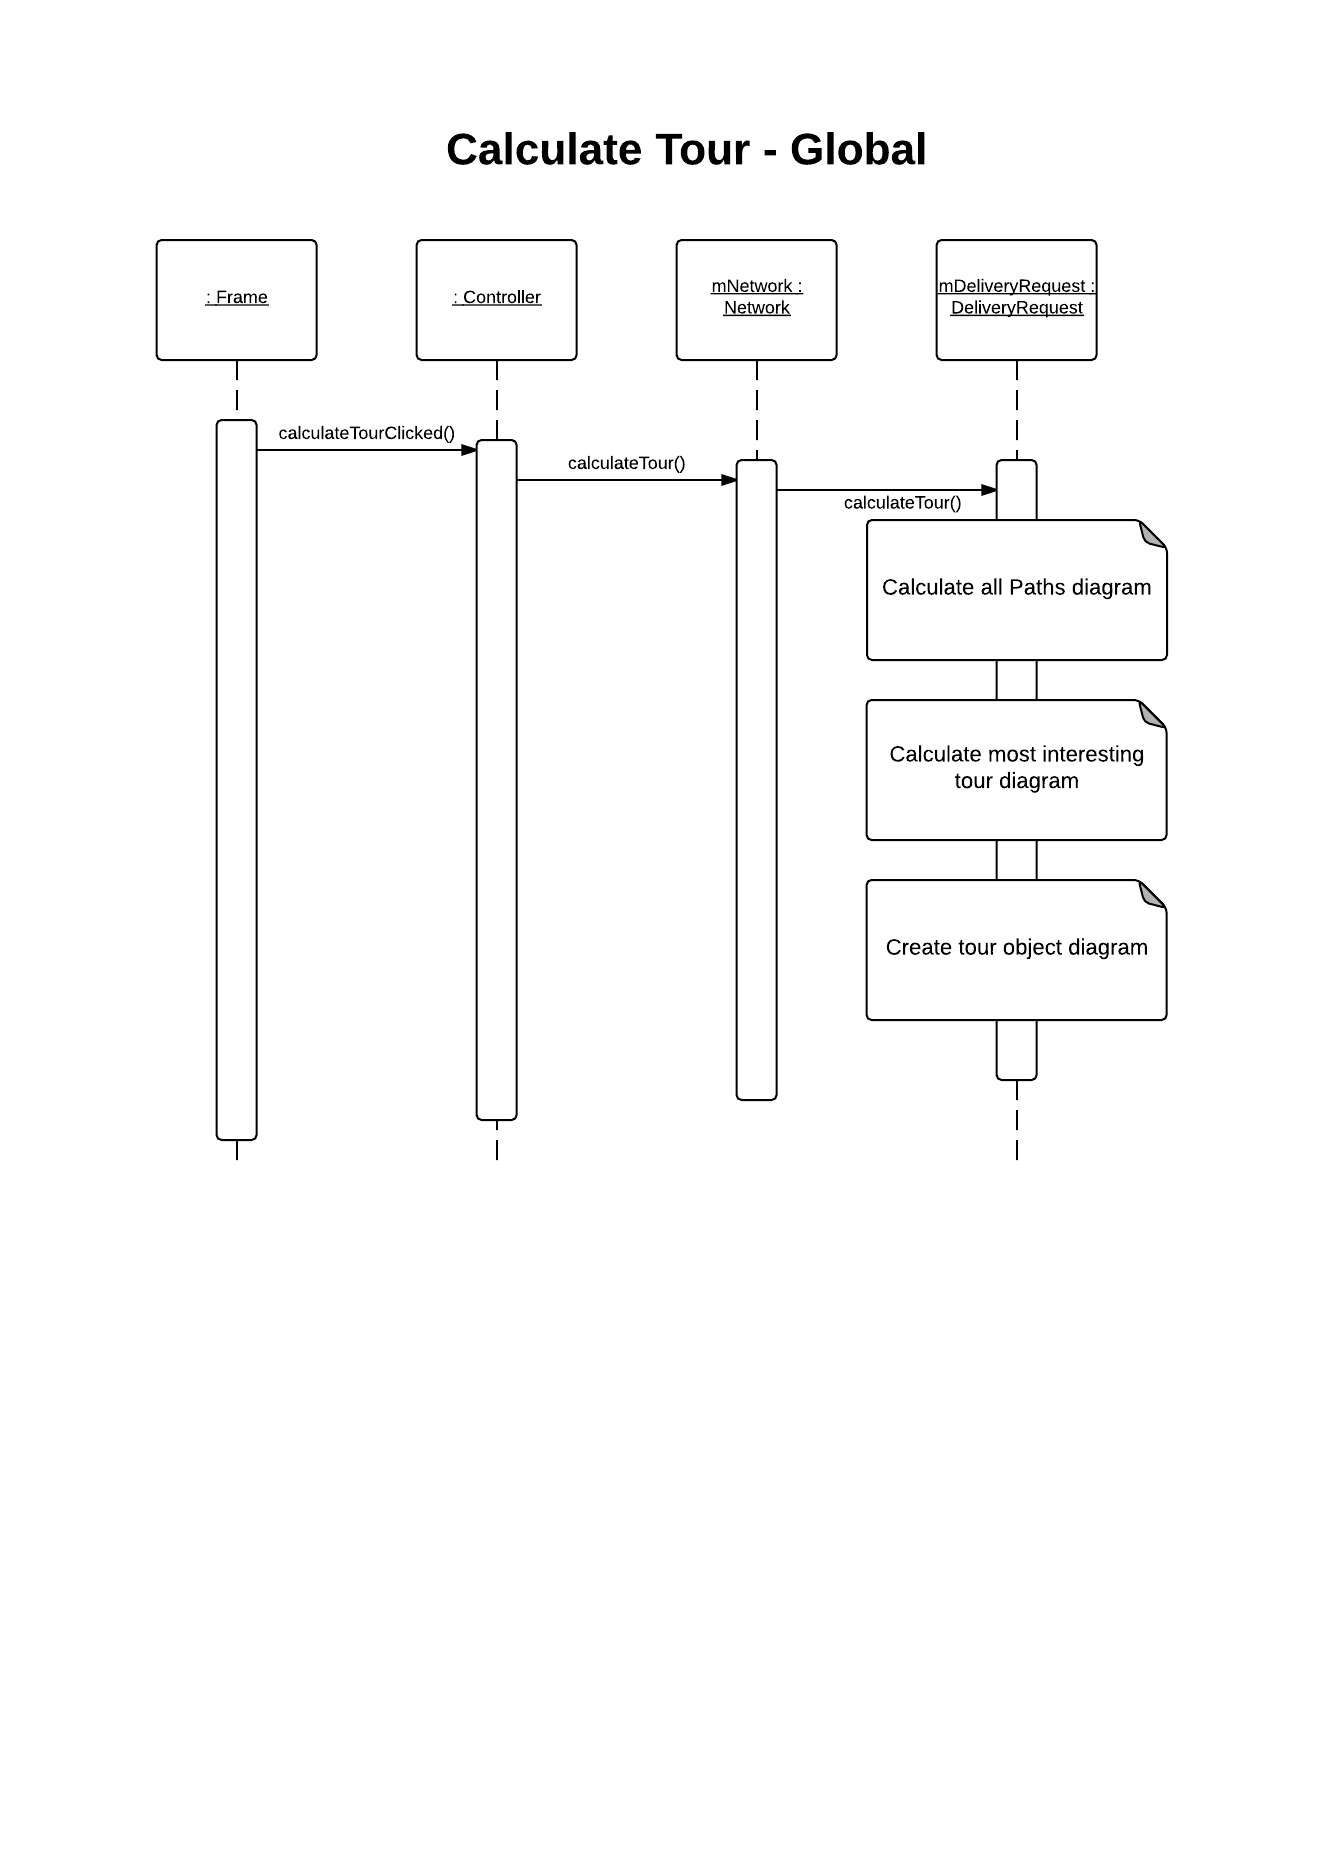 Calculate Tour - Global
: Frame
: Controller
mNetwork :
Network
mDeliveryRequest :
DeliveryRequest
calculateTourClicked()
calculateTour()
calculateTour()
Calculate all Paths diagram
Calculate most interesting
tour diagram
Create tour object diagram